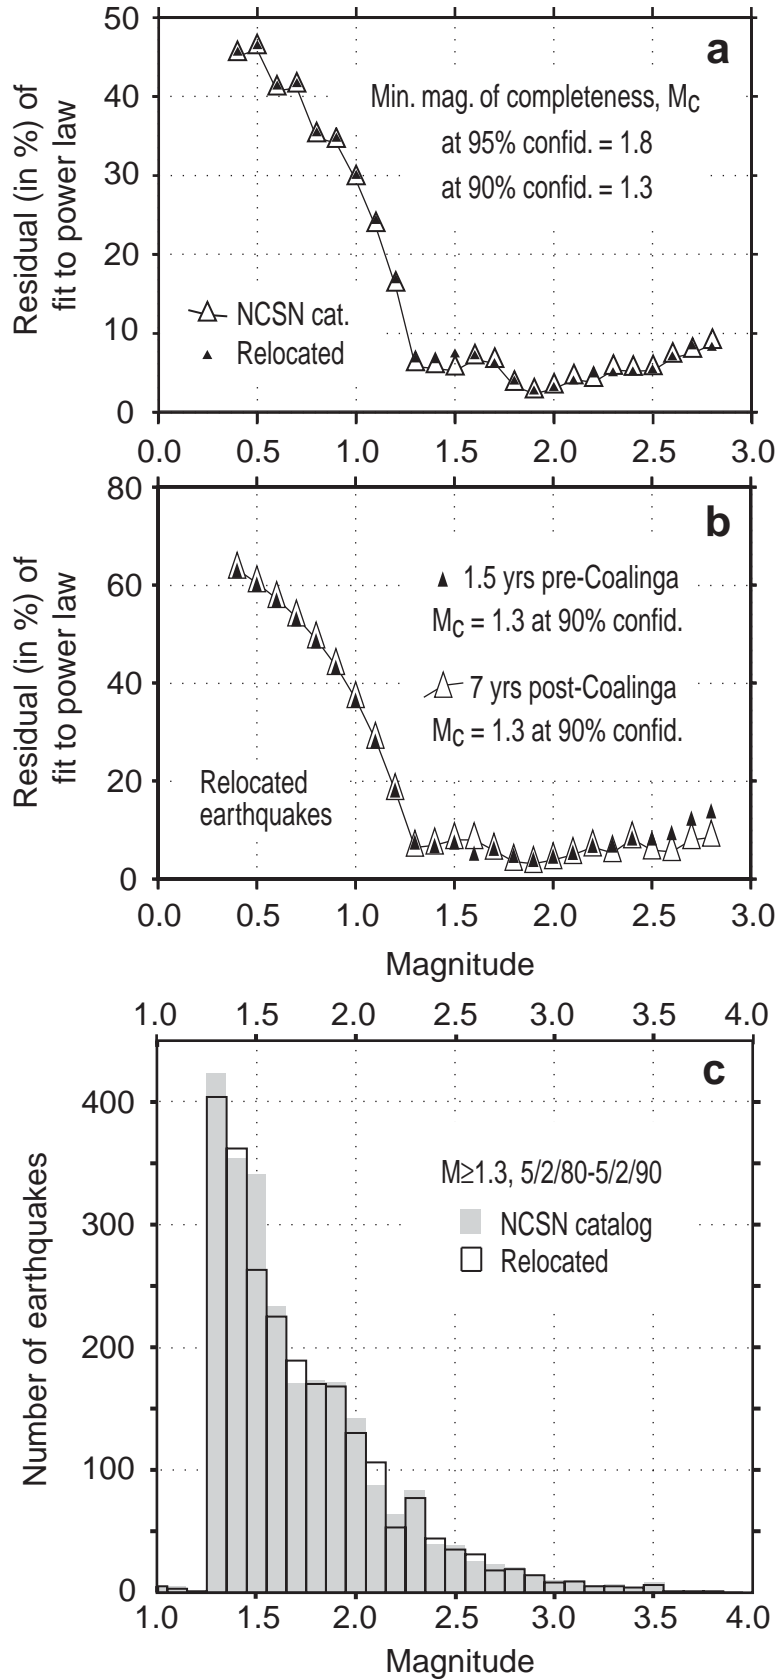 50
40
30
20
10
0
Residual (in %) of
fit to power law
a
Min. mag. of completeness, Mc
at 95% confid. = 1.8
at 90% confid. = 1.3
NCSN cat.
Relocated
0.0 0.5 1.0 1.5 2.0 2.5 3.0
80
60
40
20
0
Residual (in %) of
fit to power law
b
1.5 yrs pre-Coalinga
Mc = 1.3 at 90% confid.
7 yrs post-Coalinga
Mc = 1.3 at 90% confid.
Relocated
earthquakes
0.0 0.5 1.0 1.5 2.0 2.5 3.0
Magnitude
1.0 1.5 2.0 2.5 3.0 3.5 4.0
400
300
200
100
0
Number of earthquakes
c
M≥1.3, 5/2/80-5/2/90
NCSN catalog
Relocated
1.0 1.5 2.0 2.5 3.0 3.5 4.0
Magnitude